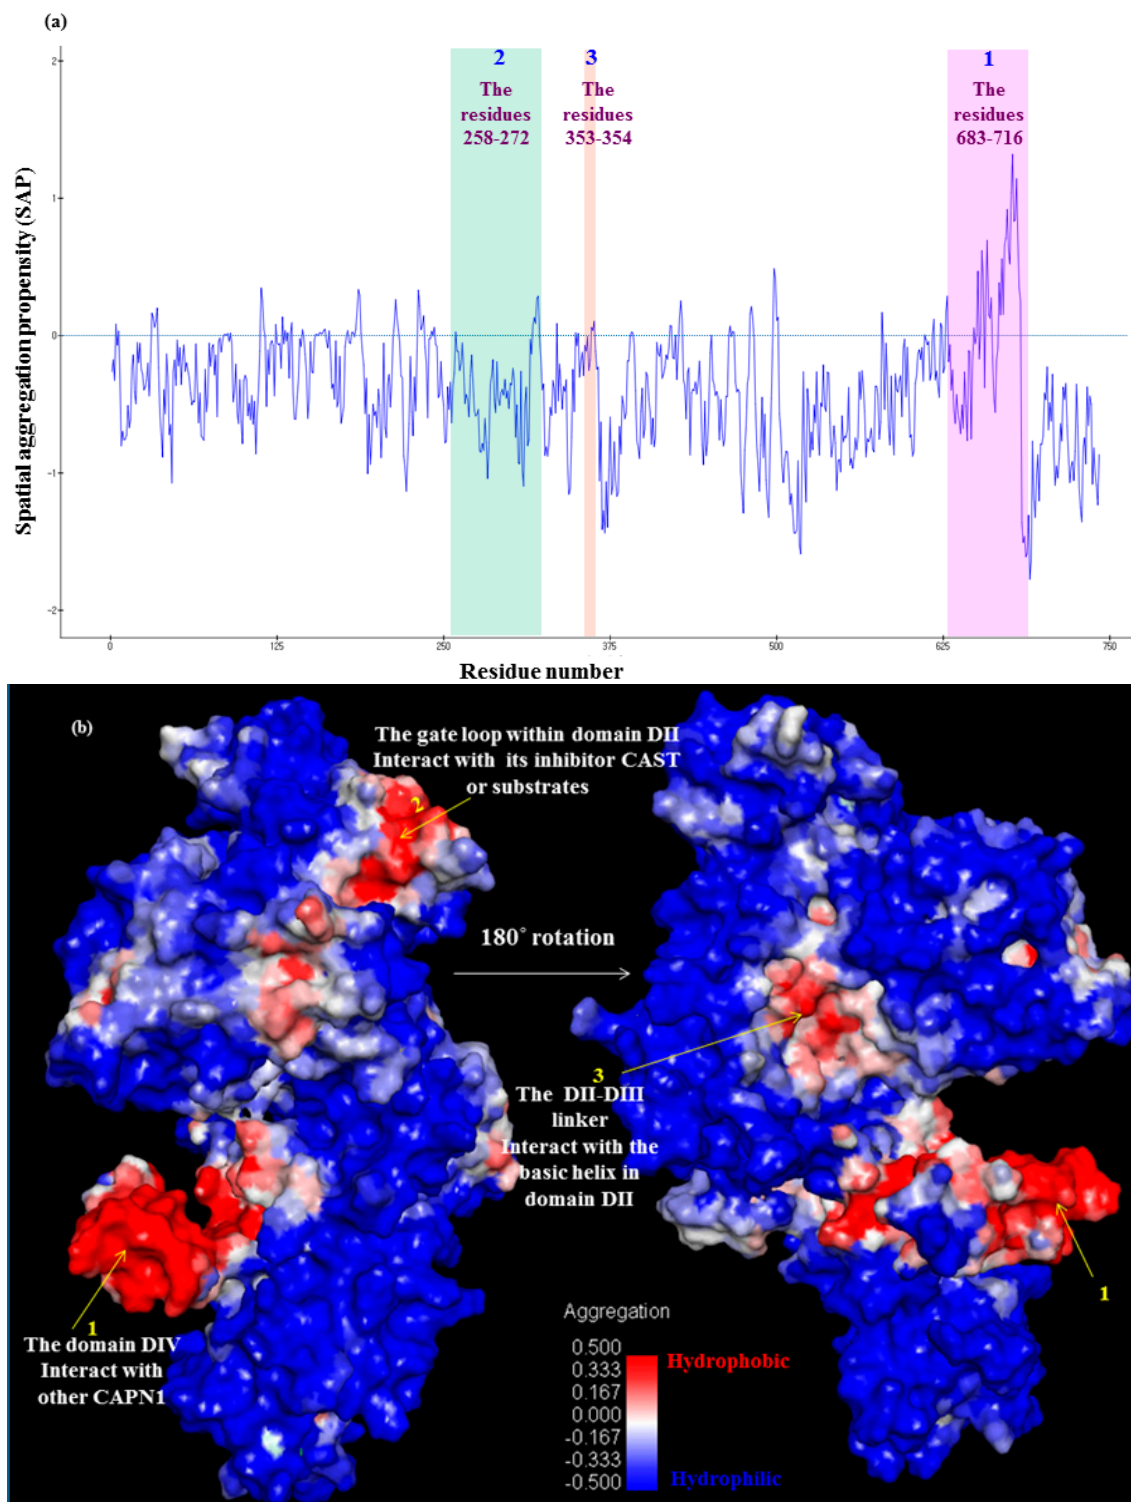 (a)
2
3
1
The
residues
258-272
The
residues
353-354
The
residues
683-716
Spatial aggregation propensity (SAP)
2
1
0
-1
-2
0
125
250
375
500
625
750
Residue number
(b)
The gate loop within domain DII
Interact with its inhibitor CAST
or substrates
2
180° rotation
3
The DII-DIII
linker
Interact with the
basic helix in
domain DII
1
The domain DIV
Interact with
other CAPN1
1
Aggregation
0.500
0.333
0.167
0.000
-0.167
-0.333
-0.500
Hydrophobic
Hydrophilic